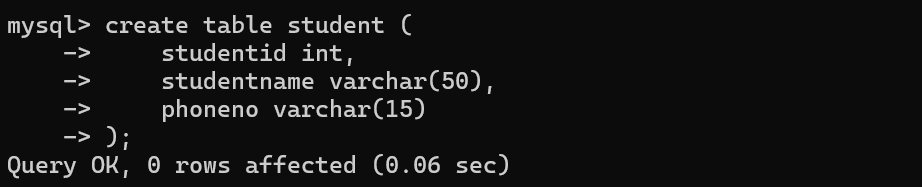 mysql> create table student (
    ->     studentid int,
    ->     studentname varchar(50),
    ->     phoneno varchar(15)
    -> );
Query OK, 0 rows affected (0.06 sec)